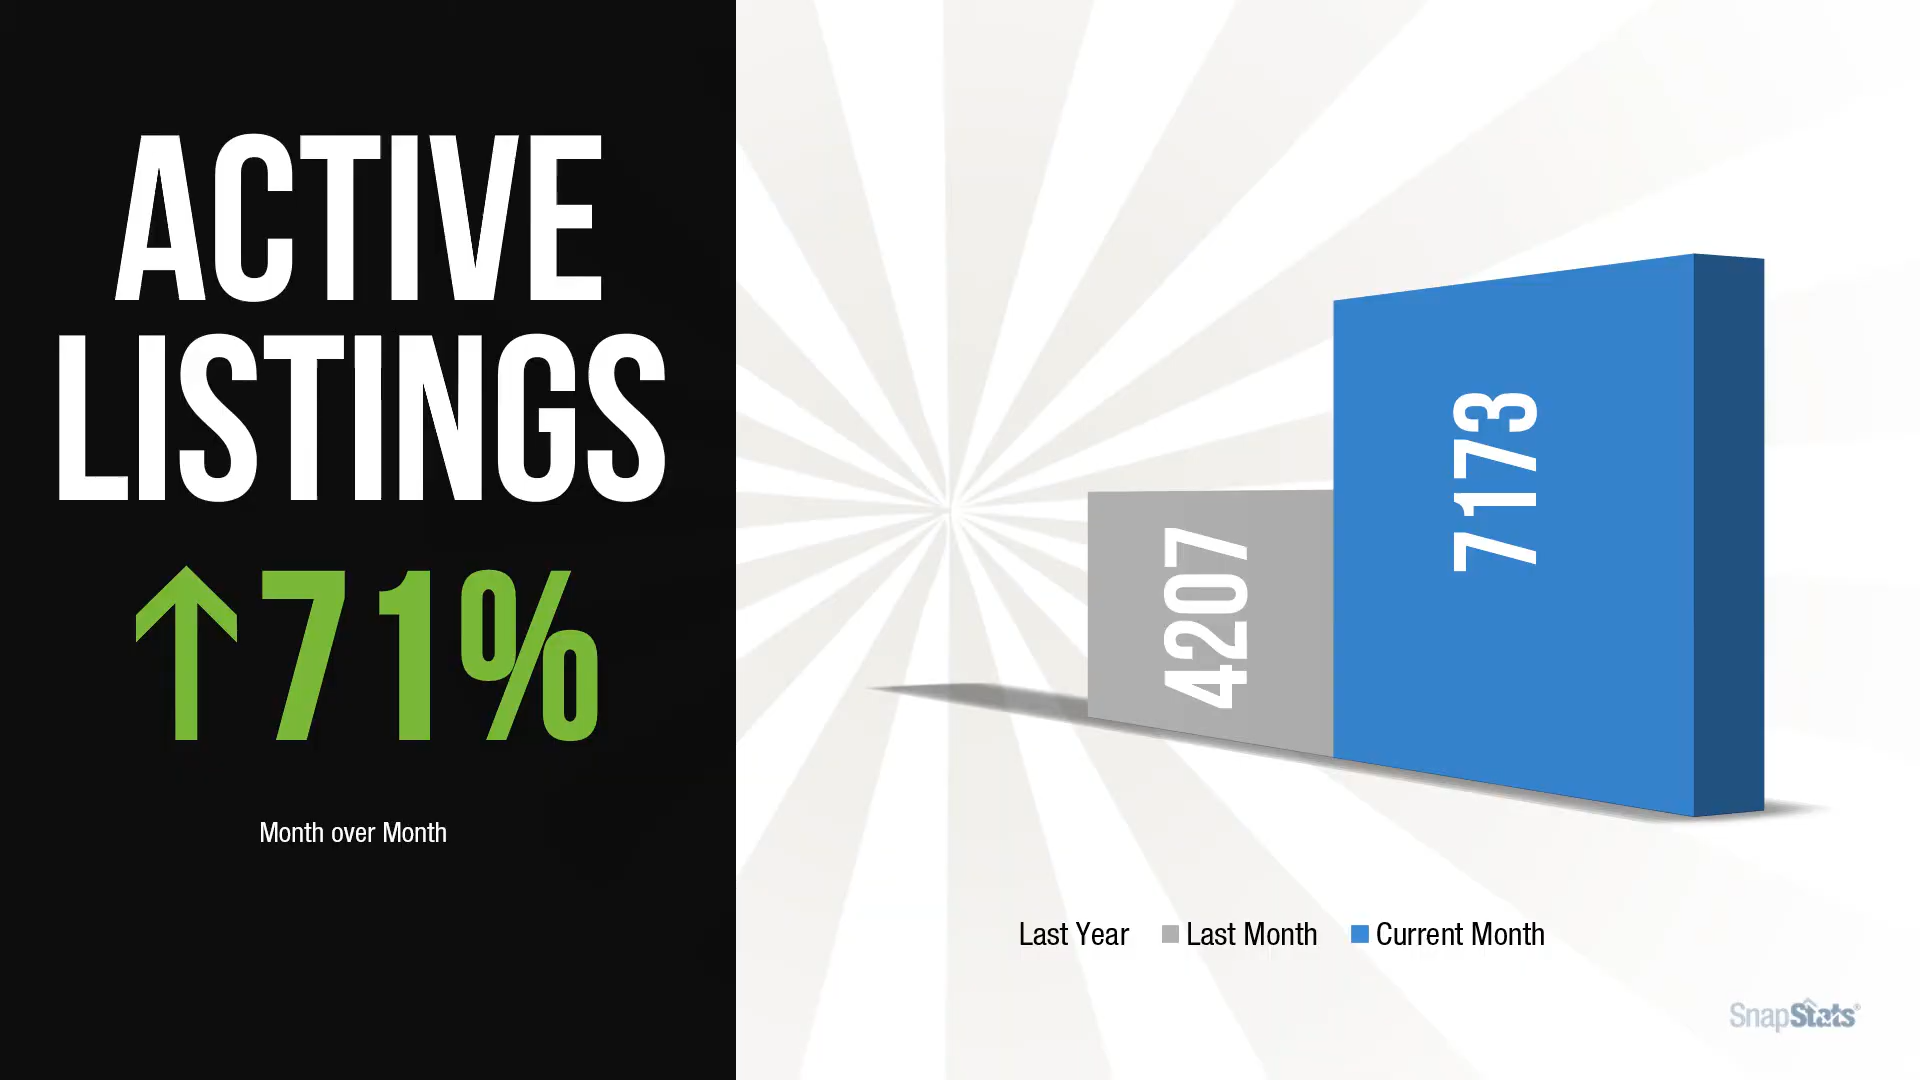 ACTIVE
LISTINGS
↑71%
Month over Month
4207
7173
Last Year Last Month Current Month
SnapStats®